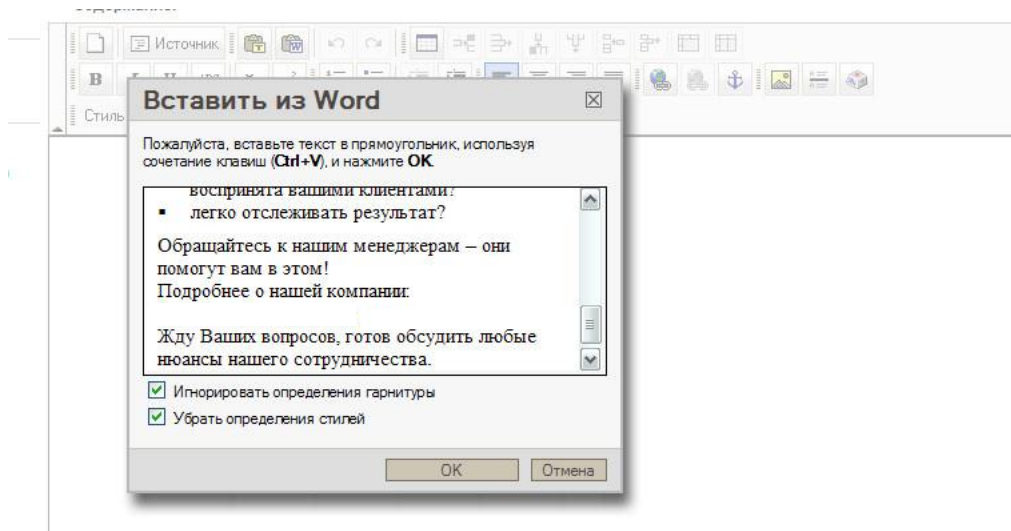 Источник
B
Стиль
Вставить из Word
Пожалуйста, вставьте текст в прямоугольник, используя
сочетание клавиш (Ctrl+V), и нажмите OK.
воспринята вашими клиентами?
▪ легко отслеживать результат?
Обращайтесь к нашим менеджерам – они
помогут вам в этом!
Подробнее о нашей компании:
Жду Ваших вопросов, готов обсудить любые
нюансы нашего сотрудничества.
Игнорировать определения гарнитуры
Убрать определения стилей
OK Отмена